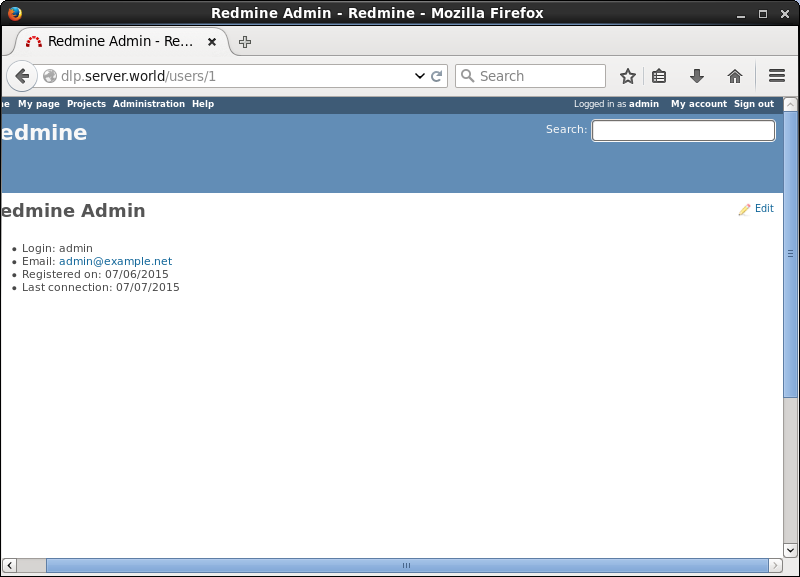 Redmine Admin - Redmine - Mozilla Firefox
Redmine Admin - Re...
dlp.server.world/users/1
Search
me My page Projects Administration Help
Logged in as admin My account Sign out
edmine
Search:
edmine Admin
Edit
• Login: admin
• Email: admin@example.net
• Registered on: 07/06/2015
• Last connection: 07/07/2015